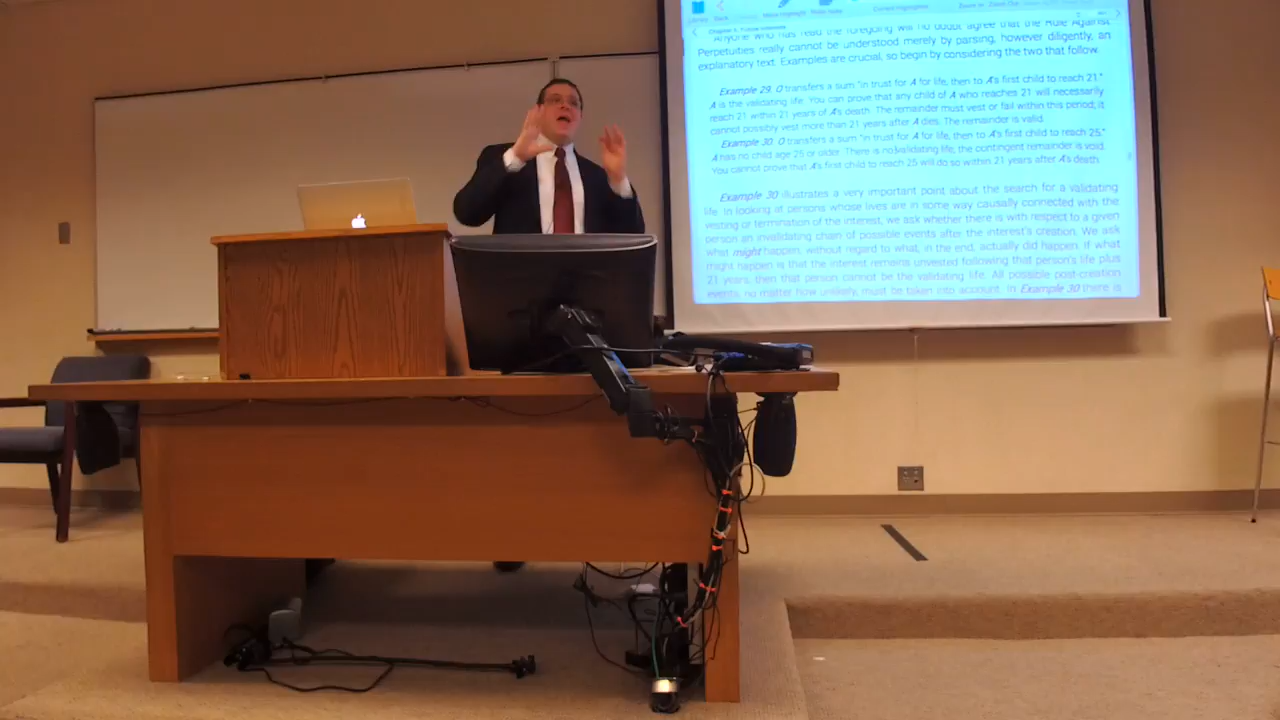 Current Highlighters
Zoom In Zoom Out
Anyone who has read the foregoing will no doubt agree that the Rule Against
Perpetuities really cannot be understood merely by parsing, however diligently, an
explanatory text. Examples are crucial, so begin by considering the two that follow.
Example 29. O transfers a sum "in trust for A for life, then to A's first child to reach 21."
A is the validating life. You can prove that any child of A who reaches 21 will necessarily
reach 21 within 21 years of A's death. The remainder must vest or fail within this period; it
cannot possibly vest more than 21 years after A dies. The remainder is valid.
Example 30. O transfers a sum "in trust for A for life, then to A's first child to reach 25."
A has no child age 25 or older. There is no validating life; the contingent remainder is void.
You cannot prove that A's first child to reach 25 will do so within 21 years after A's death.
Example 30 illustrates a very important point about the search for a validating
life. In looking at persons whose lives are in some way causally connected with the
vesting or termination of the interest, we ask whether there is with respect to a given
person an invalidating chain of possible events after the interest's creation. We ask
what might happen, without regard to what, in the end, actually did happen. If what
might happen is that the interest remains unvested following that person's life plus
21 years, then that person cannot be the validating life. All possible post-creation
events, no matter how unlikely, must be taken into account. In Example 30 there is